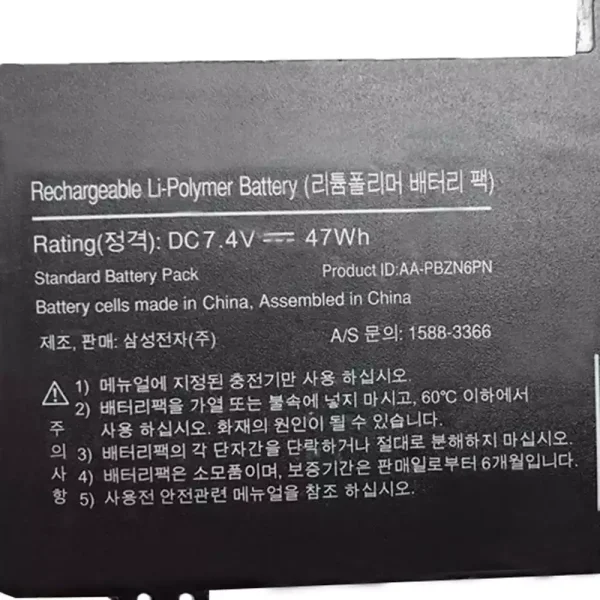 Rechargeable Li-Polymer Battery (리튬폴리머 배터리 팩)
Rating(정격): DC 7.4V ⎓ 47Wh
Standard Battery Pack Product ID:AA-PBZN6PN
Battery cells made in China, Assembled in China
제조, 판매: 삼성전자(주) A/S 문의: 1588-3366
⚠ 1) 메뉴얼에 지정된 충전기만 사용 하십시오.
주 2) 배터리팩을 가열 또는 불속에 넣지 마시고, 60℃ 이하에서
사용 하십시오. 화재의 원인이 될 수 있습니다.
의 3) 배터리팩의 각 단자간을 단락하거나 절대로 분해하지 마십시오.
사 4) 배터리팩은 소모품이며, 보증기간은 판매일로부터 6개월입니다.
항 5) 사용전 안전관련 메뉴얼을 참조 하십시오.